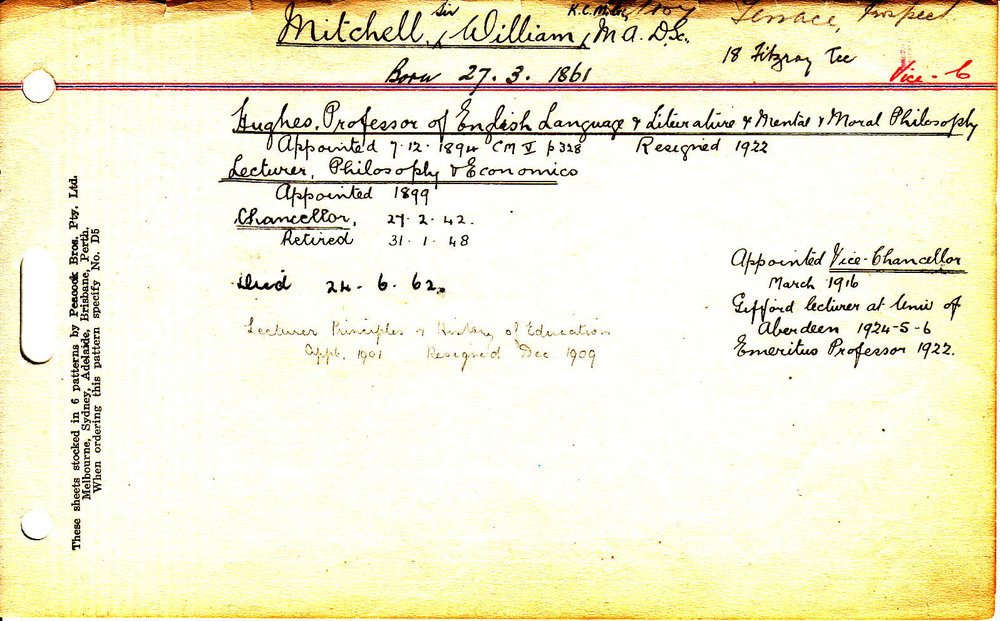 Sir K.C.M.G. Terrace, Prospect
Mitchell, William, M.A. D.Sc. 18 Fitzroy Tce
Born 27. 3. 1861 Vice-C
Hughes, Professor of English Language & Literature & Mental & Moral Philosophy
Appointed 7.12.1894 CM V p328 Resigned 1922
Lecturer, Philosophy & Economics
Appointed 1899
Chancellor, 27.2.42.
Retired 31.1.48
Died 24.6.62.
Lecturer Principles & History of Education
Appt. 1901 Resigned Dec 1909
Appointed Vice-Chancellor
March 1916
Gifford lecturer at Univ of
Aberdeen 1924-5-6
Emeritus Professor 1922.
These sheets stocked in 6 patterns by Peacock Bros. Pty. Ltd.
Melbourne, Sydney, Adelaide, Brisbane, Perth.
When ordering this pattern specify No. D5